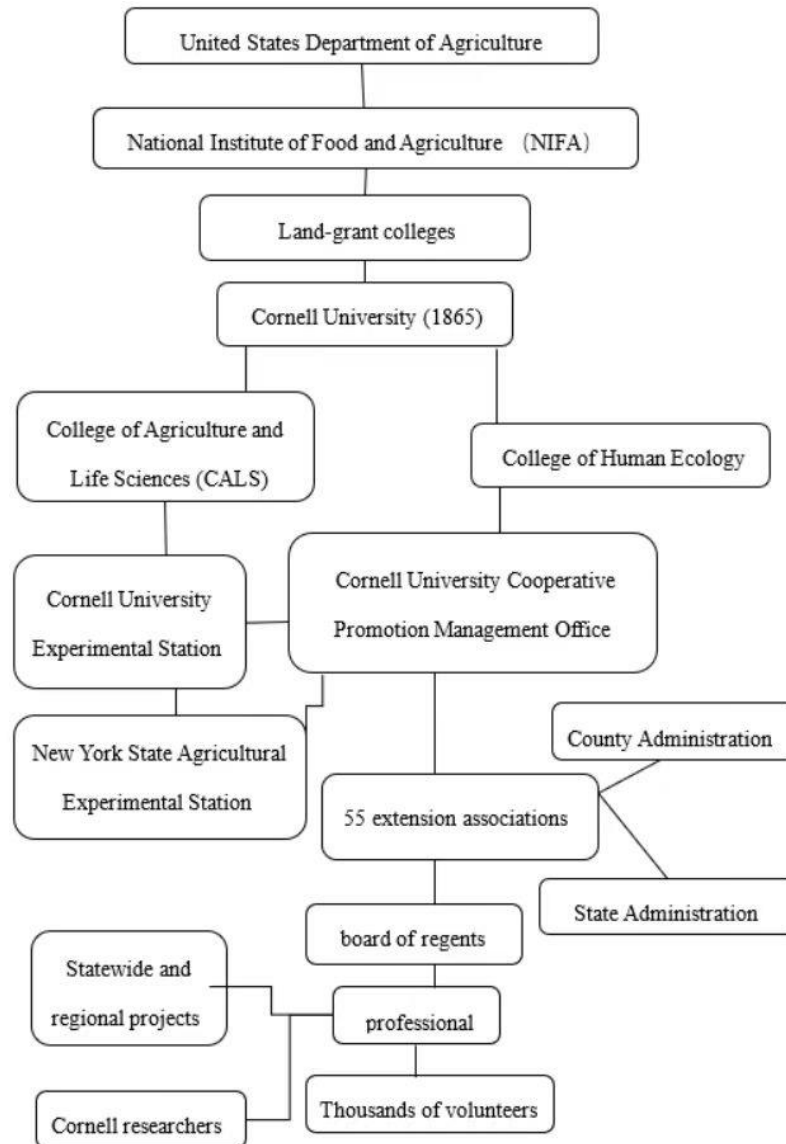 United States Department of Agriculture
National Institute of Food and Agriculture （NIFA）
Land-grant colleges
Cornell University (1865)
College of Agriculture and
Life Sciences (CALS)
College of Human Ecology
Cornell University
Experimental Station
Cornell University Cooperative
Promotion Management Office
New York State Agricultural
Experimental Station
County Administration
55 extension associations
State Administration
board of regents
Statewide and
regional projects
professional
Cornell researchers
Thousands of volunteers